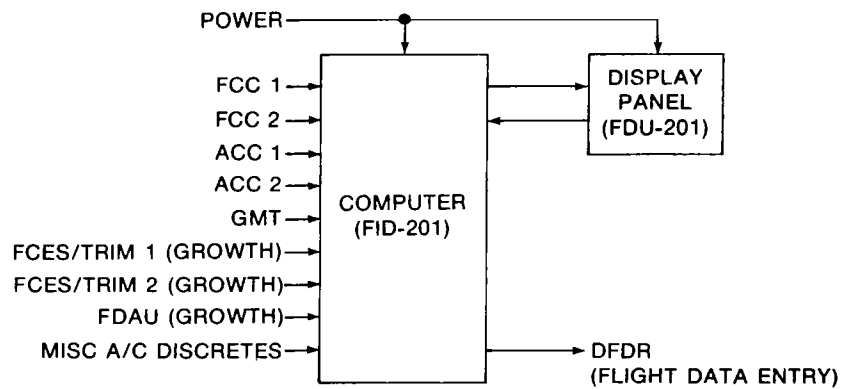 POWER
FCC 1
FCC 2
ACC 1
ACC 2
GMT
FCES/TRIM 1 (GROWTH)
FCES/TRIM 2 (GROWTH)
FDAU (GROWTH)
MISC A/C DISCRETES
COMPUTER
(FID-201)
DISPLAY
PANEL
(FDU-201)
DFDR
(FLIGHT DATA ENTRY)